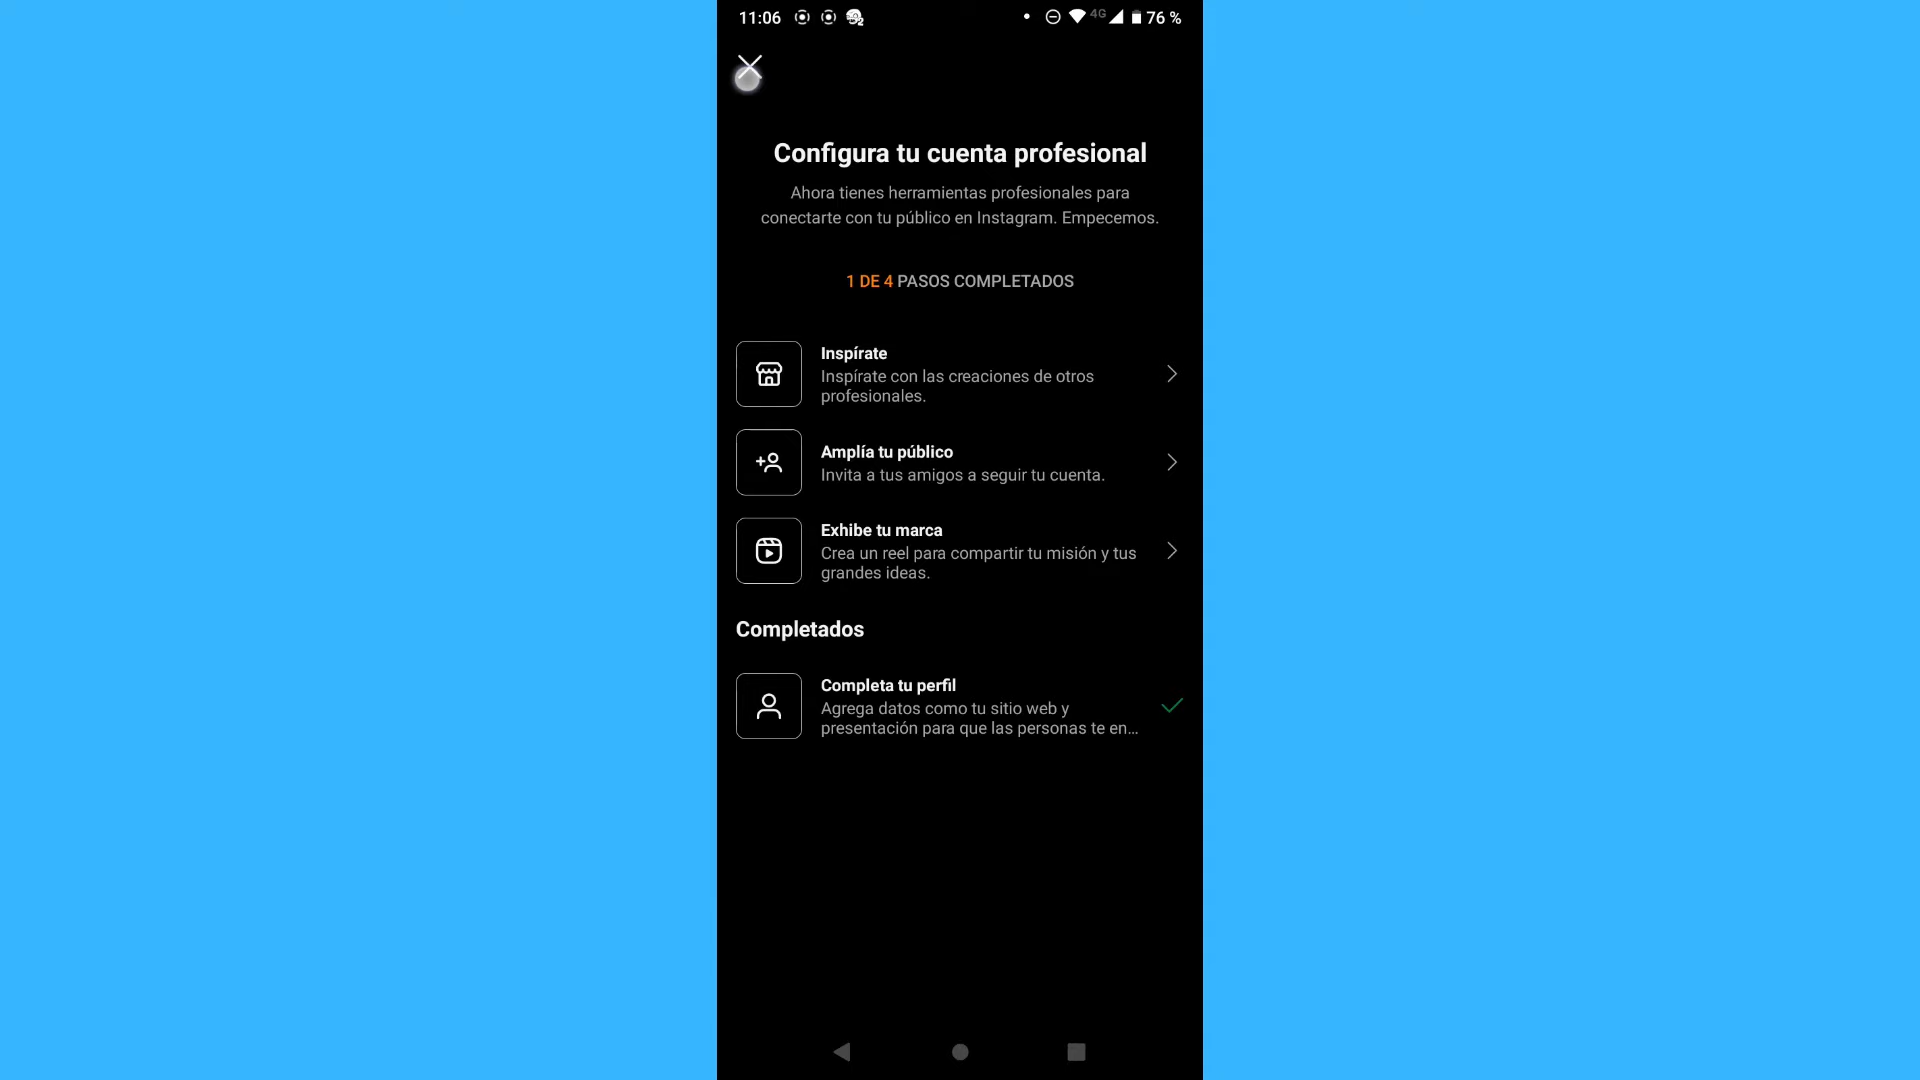 11:06
4G
76 %
Configura tu cuenta profesional
Ahora tienes herramientas profesionales para
conectarte con tu público en Instagram. Empecemos.
1 DE 4 PASOS COMPLETADOS
Inspírate
Inspírate con las creaciones de otros
profesionales.
Amplía tu público
Invita a tus amigos a seguir tu cuenta.
Exhibe tu marca
Crea un reel para compartir tu misión y tus
grandes ideas.
Completados
Completa tu perfil
Agrega datos como tu sitio web y
presentación para que las personas te en...